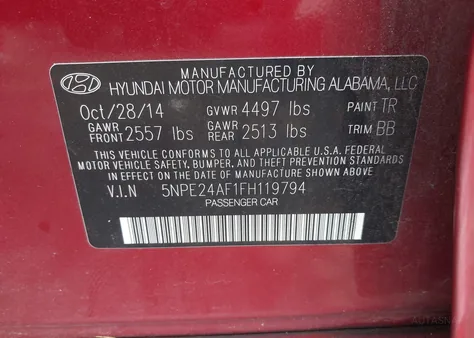 MANUFACTURED BY
HYUNDAI MOTOR MANUFACTURING ALABAMA, LLC
Oct/28/14 GVWR 4497 lbs PAINT TR
GAWR FRONT 2557 lbs GAWR REAR 2513 lbs TRIM BB
THIS VEHICLE CONFORMS TO ALL APPLICABLE U.S.A. FEDERAL
MOTOR VEHICLE SAFETY, BUMPER, AND THEFT PREVENTION STANDARDS
IN EFFECT ON THE DATE OF MANUFACTURE SHOWN ABOVE
V.I.N 5NPE24AF1FH119794
PASSENGER CAR